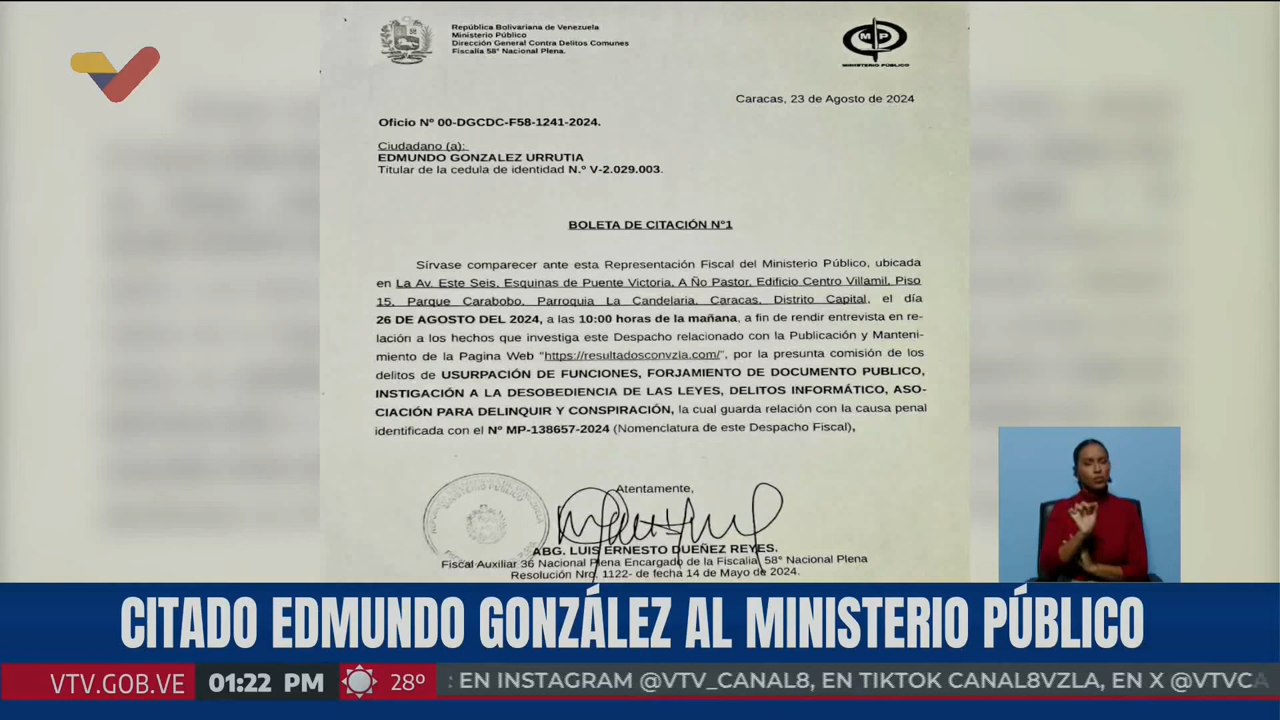 República Bolivariana de Venezuela
Ministerio Público
Dirección General Contra Delitos Comunes
Fiscalía 58° Nacional Plena.
MP
MINISTERIO PÚBLICO
Caracas, 23 de Agosto de 2024
Oficio Nº 00-DGCDC-F58-1241-2024.
Ciudadano (a):
EDMUNDO GONZALEZ URRUTIA
Titular de la cedula de identidad N.º V-2.029.003.
BOLETA DE CITACIÓN N°1
Sírvase comparecer ante esta Representación Fiscal del Ministerio Público, ubicada
en La Av. Este Seis, Esquinas de Puente Victoria, A Ño Pastor, Edificio Centro Villamil, Piso
15, Parque Carabobo, Parroquia La Candelaria, Caracas, Distrito Capital, el día
26 DE AGOSTO DEL 2024, a las 10:00 horas de la mañana, a fin de rendir entrevista en re-
lación a los hechos que investiga este Despacho relacionado con la Publicación y Manteni-
miento de la Pagina Web "https://resultadosconvzla.com/", por la presunta comisión de los
delitos de USURPACIÓN DE FUNCIONES, FORJAMIENTO DE DOCUMENTO PUBLICO,
INSTIGACIÓN A LA DESOBEDIENCIA DE LAS LEYES, DELITOS INFORMÁTICO, ASO-
CIACIÓN PARA DELINQUIR Y CONSPIRACIÓN, la cual guarda relación con la causa penal
identificada con el Nº MP-138657-2024 (Nomenclatura de este Despacho Fiscal),
Atentamente,
ABG. LUIS ERNESTO DUEÑEZ REYES.
Fiscal Auxiliar 36 Nacional Plena Encargado de la Fiscalía, 58° Nacional Plena
Resolución Nro. 1122- de fecha 14 de Mayo de 2024.
CITADO EDMUNDO GONZÁLEZ AL MINISTERIO PÚBLICO
VTV.GOB.VE 01:22 PM 28° : EN INSTAGRAM @VTV_CANAL8, EN TIKTOK CANAL8VZLA, EN X @VTVCA